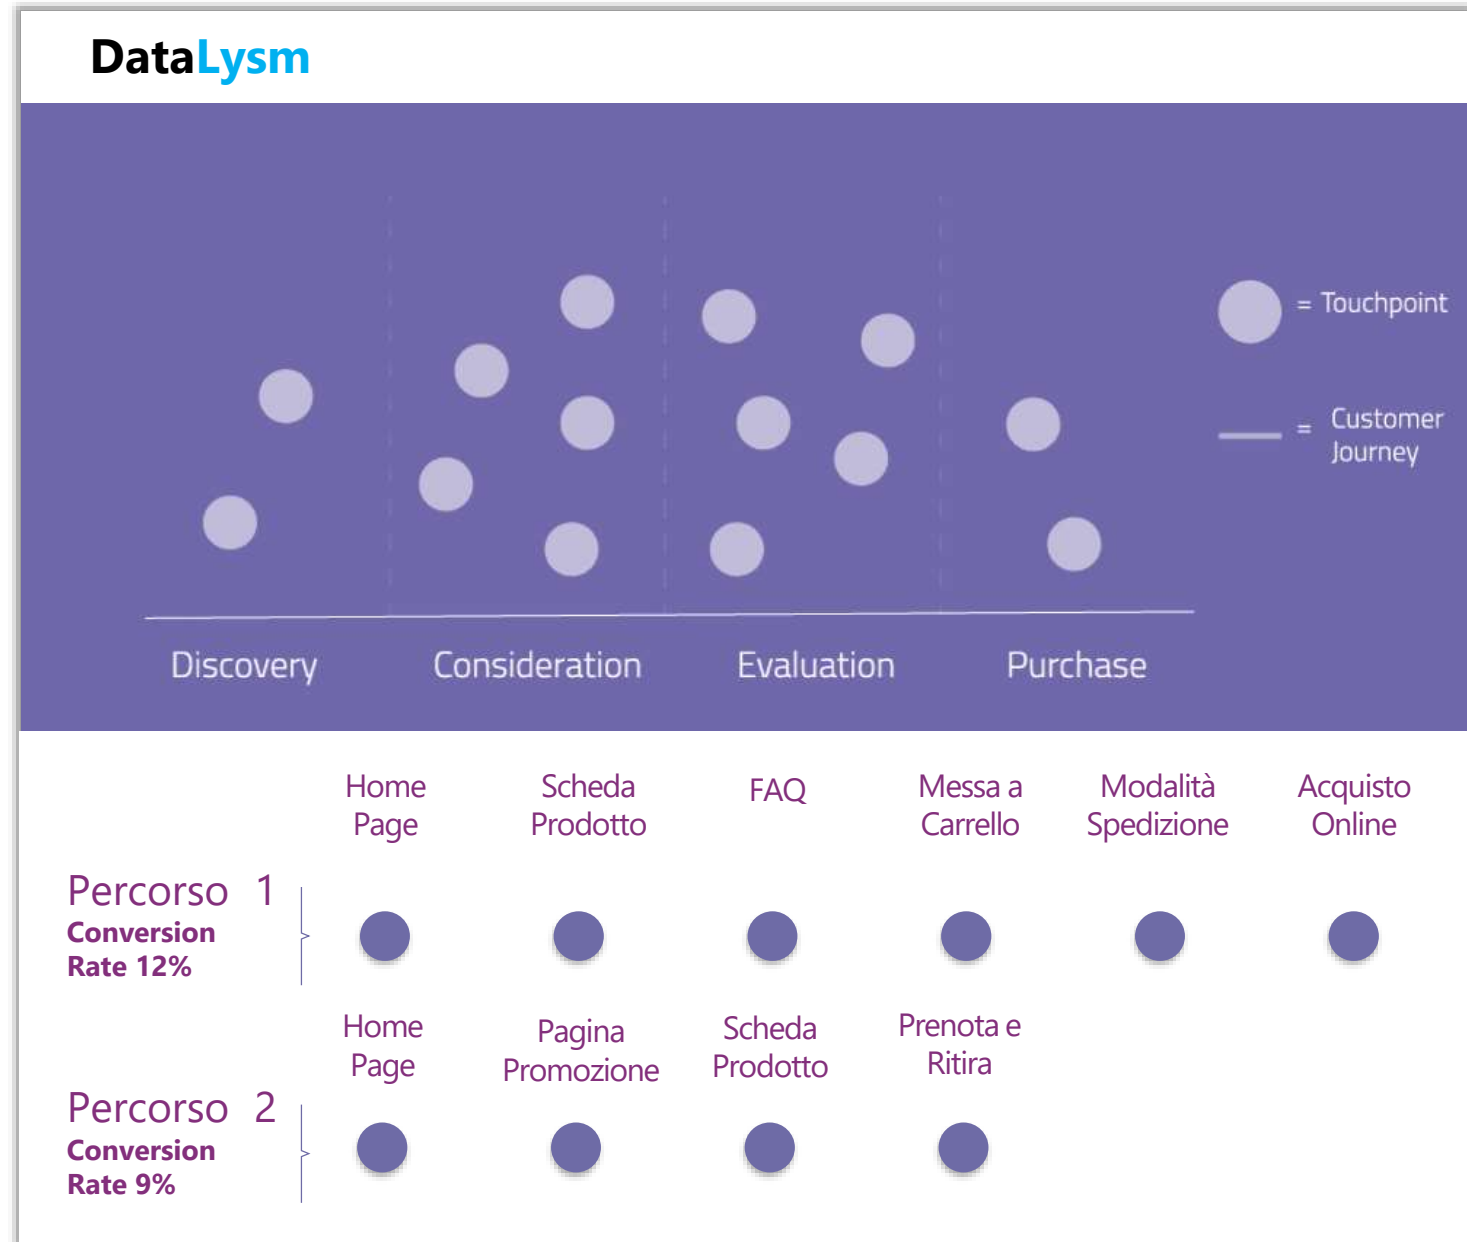 DataLysm
= Touchpoint
= Customer
Journey
Discovery Consideration Evaluation Purchase
Home
Page
Scheda
Prodotto
FAQ
Messa a
Carrello
Modalità
Spedizione
Acquisto
Online
Percorso 1
Conversion
Rate 12%
Home
Page
Pagina
Promozione
Scheda
Prodotto
Prenota e
Ritira
Percorso 2
Conversion
Rate 9%